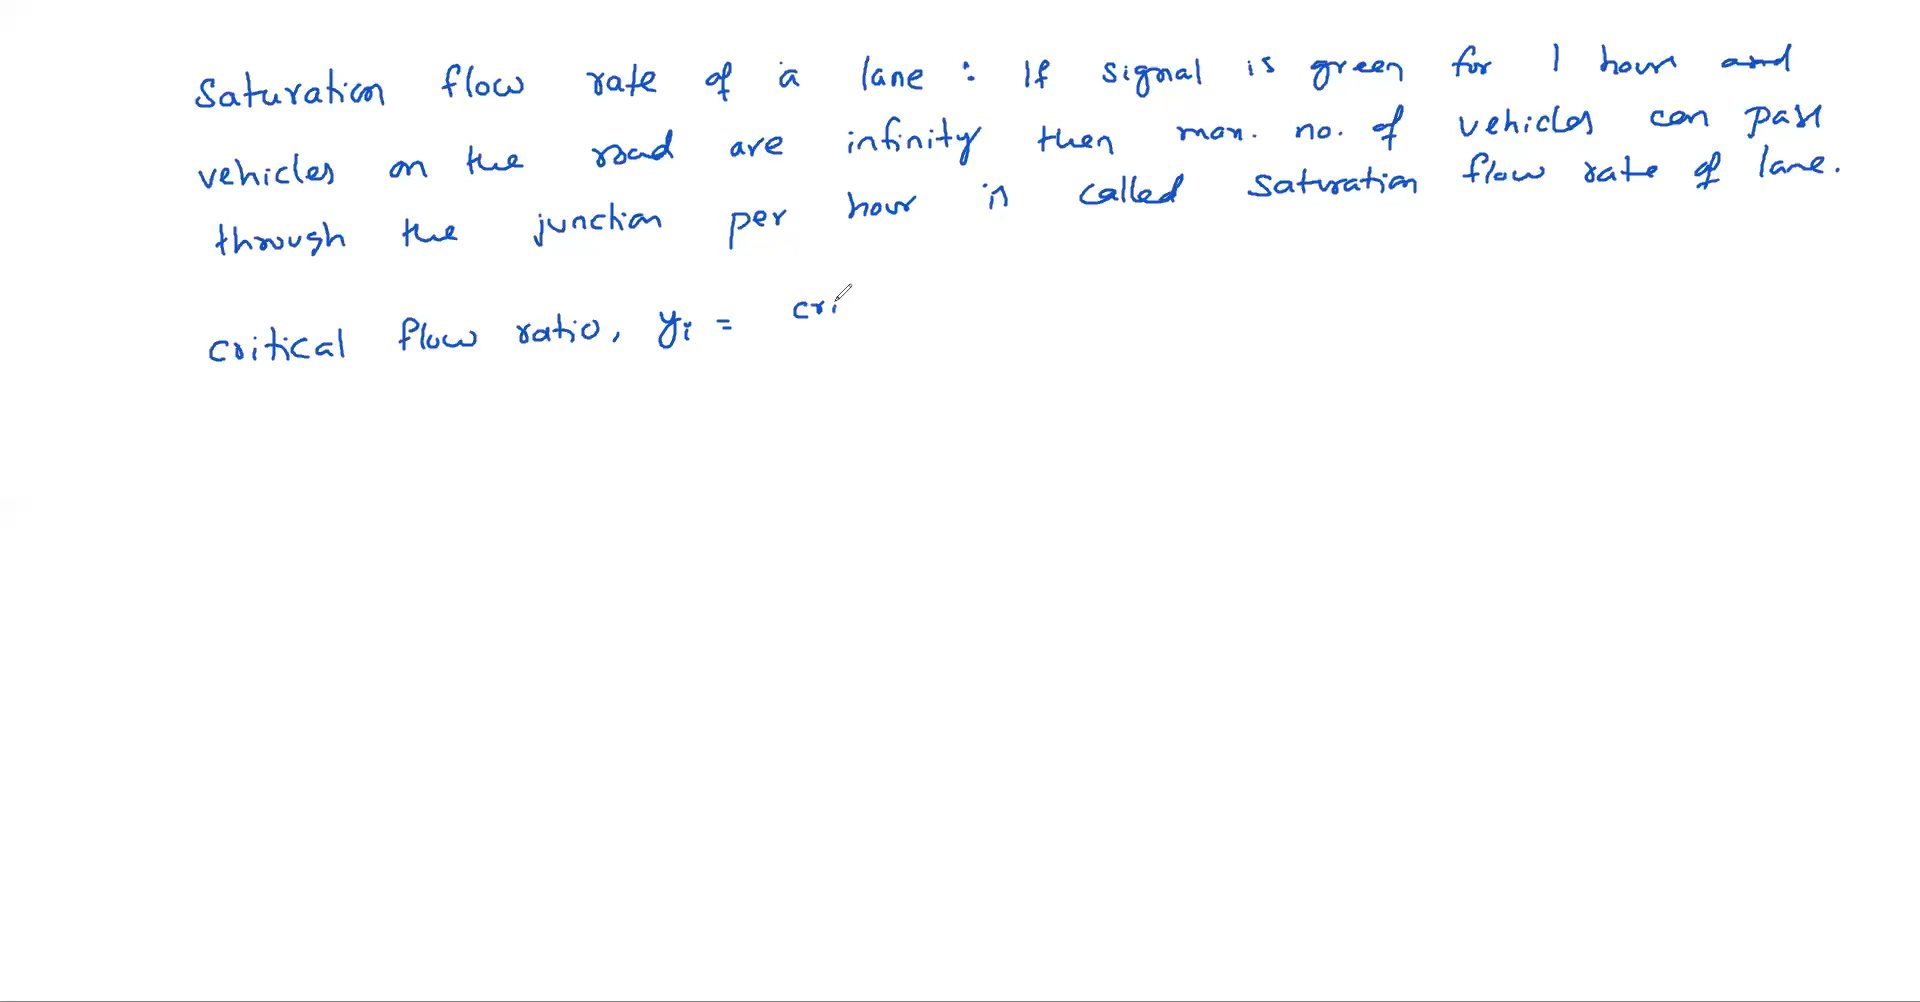 Saturation flow rate of a lane : If signal is green for 1 hour and
vehicles on the road are infinity then max. no. of vehicles can pass
through the junction per hour is called saturation flow rate of lane.
critical flow ratio, yi = cri